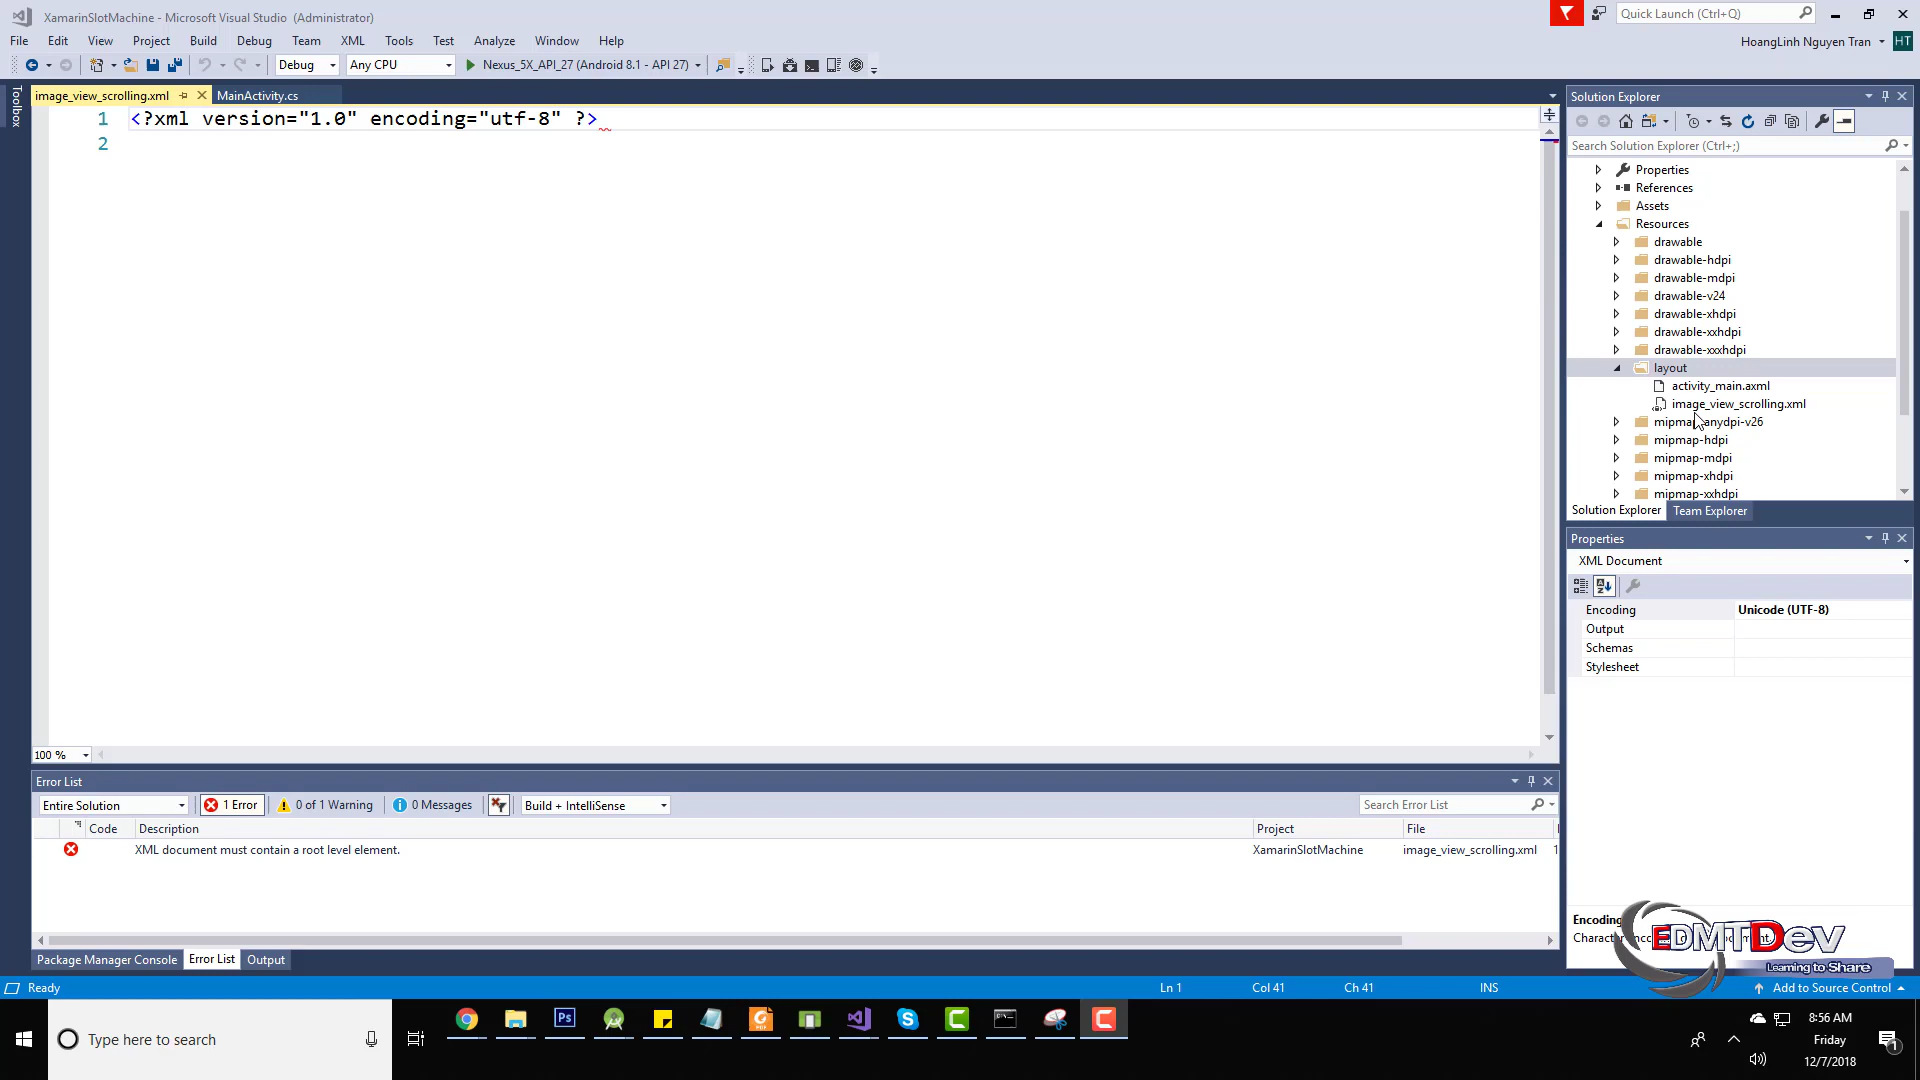 XamarinSlotMachine - Microsoft Visual Studio (Administrator)
Quick Launch (Ctrl+Q)
File Edit View Project Build Debug Team XML Tools Test Analyze Window Help
HoangLinh Nguyen Tran HT
Debug Any CPU Nexus_5X_API_27 (Android 8.1 - API 27)
Toolbox
image_view_scrolling.xml MainActivity.cs
1 <?xml version="1.0" encoding="utf-8" ?>
2
100 %
Solution Explorer
Search Solution Explorer (Ctrl+;)
Properties
References
Assets
Resources
drawable
drawable-hdpi
drawable-mdpi
drawable-v24
drawable-xhdpi
drawable-xxhdpi
drawable-xxxhdpi
layout
activity_main.axml
image_view_scrolling.xml
mipmap-anydpi-v26
mipmap-hdpi
mipmap-mdpi
mipmap-xhdpi
mipmap-xxhdpi
Solution Explorer Team Explorer
Properties
XML Document
Encoding Unicode (UTF-8)
Output
Schemas
Stylesheet
Encoding
EDMTDev
Learning to Share
Error List
Entire Solution 1 Error 0 of 1 Warning 0 Messages Build + IntelliSense Search Error List
Code Description Project File
XML document must contain a root level element. XamarinSlotMachine image_view_scrolling.xml 1
Package Manager Console Error List Output
Ready Ln 1 Col 41 Ch 41 INS Add to Source Control
Type here to search
8:56 AM
Friday
12/7/2018
1